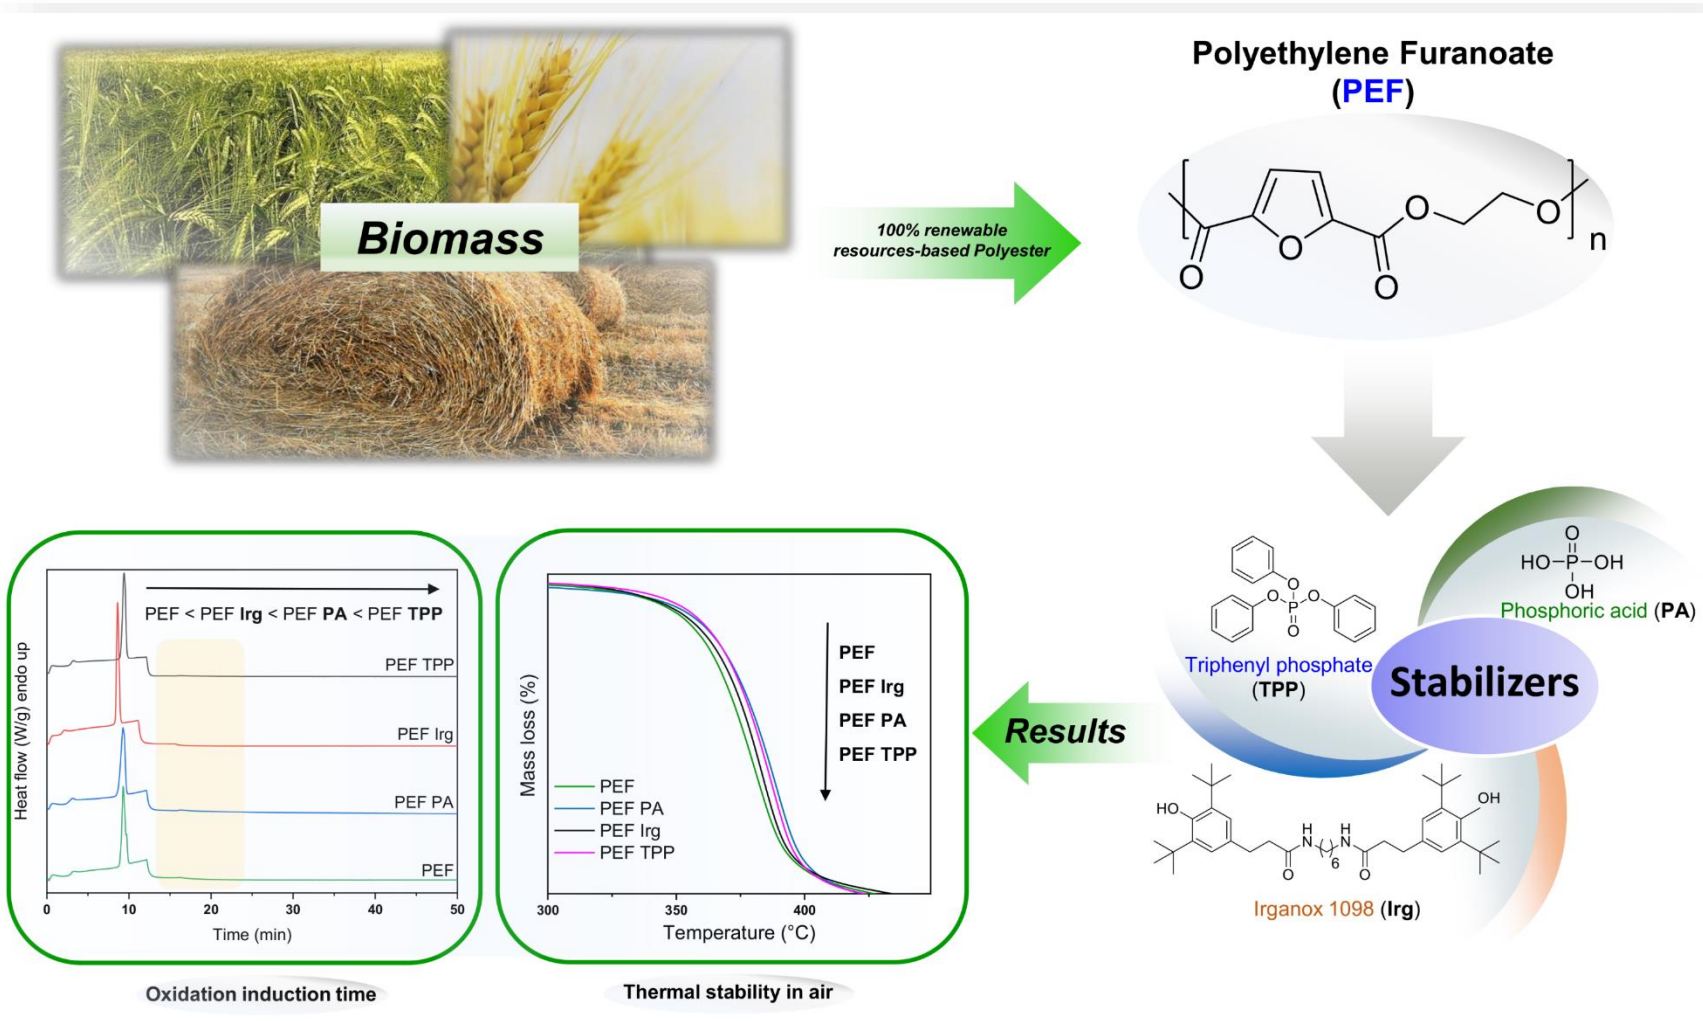 Biomass
100% renewable
resources-based Polyester
Polyethylene Furanoate
(PEF)
O
O
O
O
O
n
Stabilizers
O
HO-P-OH
OH
Phosphoric acid (PA)
O
O
O
P
O
Triphenyl phosphate
(TPP)
HO
OH
H
N
H
N
6
O
O
Irganox 1098 (Irg)
Results
Heat flow (W/g) endo up
PEF < PEF Irg < PEF PA < PEF TPP
PEF TPP
PEF Irg
PEF PA
PEF
0 10 20 30 40 50
Time (min)
Oxidation induction time
Mass loss (%)
PEF
PEF Irg
PEF PA
PEF TPP
PEF
PEF PA
PEF Irg
PEF TPP
300 350 400
Temperature (°C)
Thermal stability in air